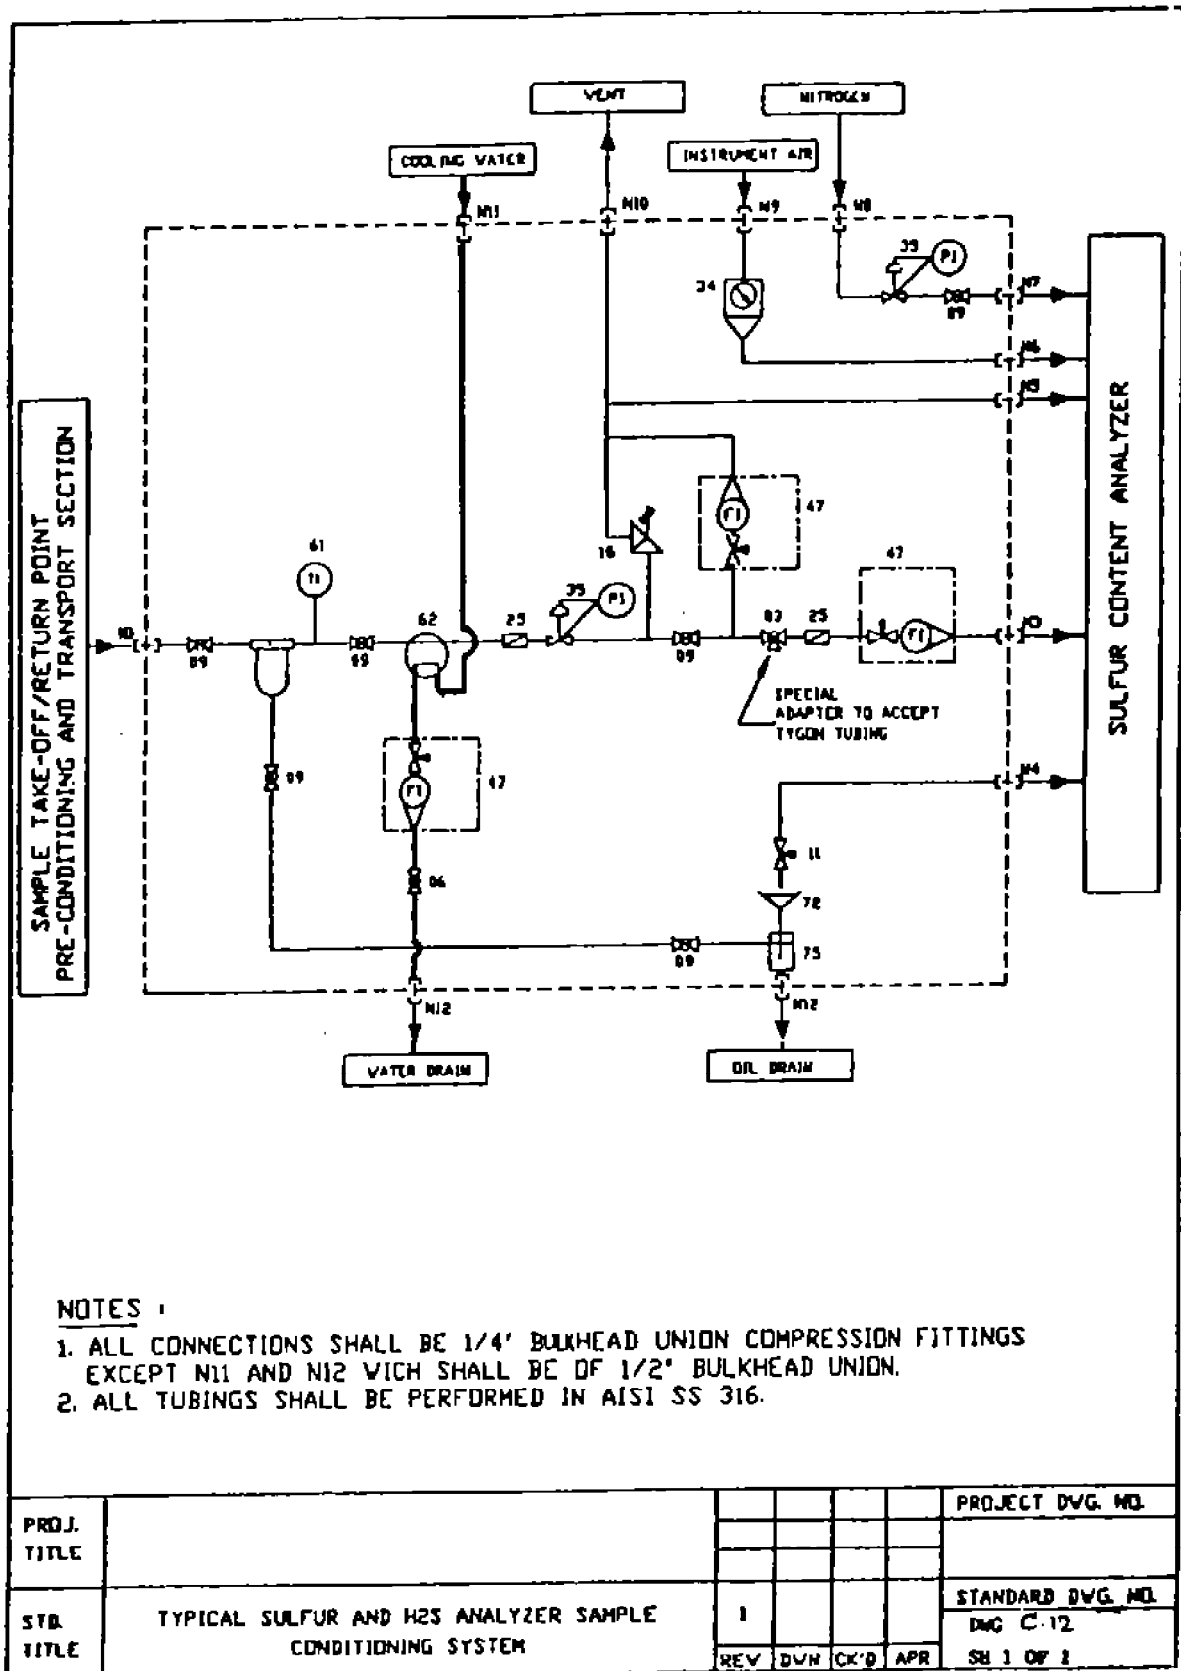 VENT
NITROGEN
COOLING WATER
INSTRUMENT AIR
N11
N10
N9
N8
35
PI
34
N7
09
N6
N5
SAMPLE TAKE-OFF/RETURN POINT
PRE-CONDITIONING AND TRANSPORT SECTION
SULFUR CONTENT ANALYZER
47
FI
16
61
TI
62
25
35
PI
47
03
25
FI
09
09
09
SPECIAL
ADAPTER TO ACCEPT
TYGON TUBING
09
47
FI
N4
11
06
72
09
75
N12
N12
WATER DRAIN
OIL DRAIN
NOTES :
1. ALL CONNECTIONS SHALL BE 1/4" BULKHEAD UNION COMPRESSION FITTINGS
EXCEPT N11 AND N12 WICH SHALL BE OF 1/2" BULKHEAD UNION.
2. ALL TUBINGS SHALL BE PERFORMED IN AISI SS 316.
PROJ.
TITLE
PROJECT DWG. NO.
STD.
TITLE
TYPICAL SULFUR AND H2S ANALYZER SAMPLE
CONDITIONING SYSTEM
1
REV
DWN
CK'D
APR
STANDARD DWG. NO.
DWG C-12
SH 1 OF 1